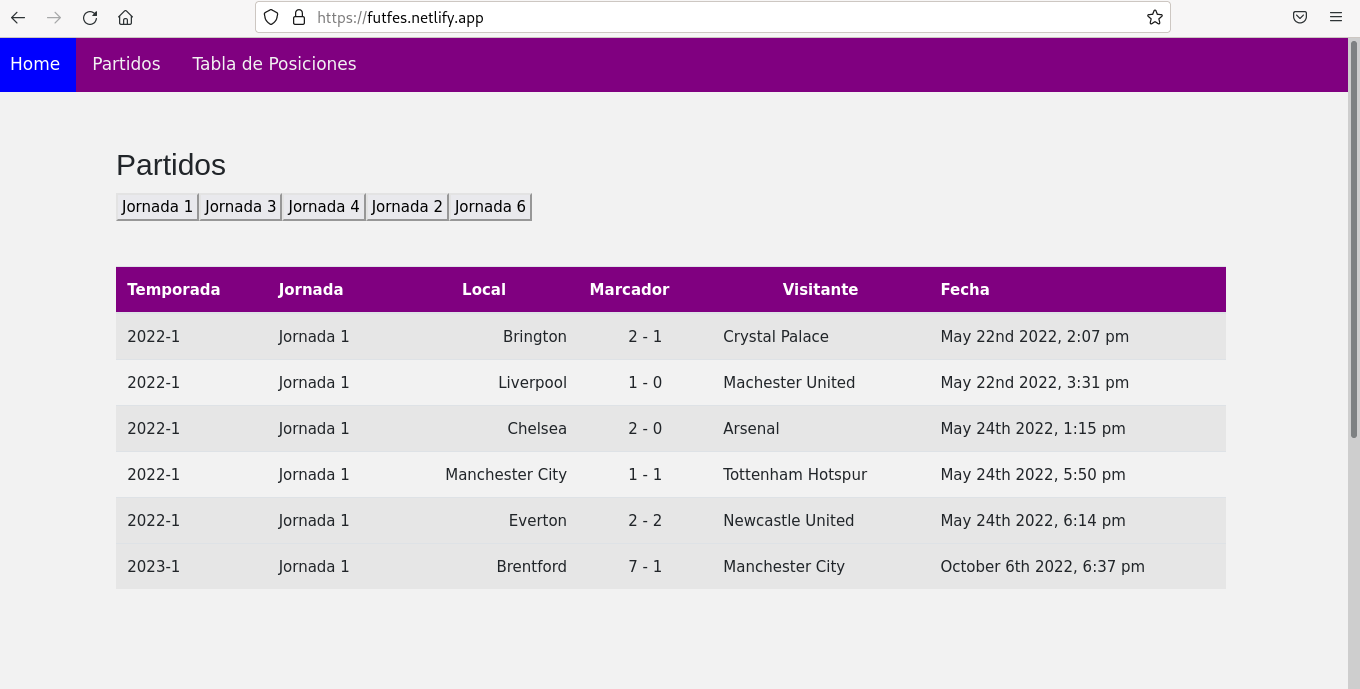 https://futfes.netlify.app
Home Partidos Tabla de Posiciones
Partidos
Jornada 1 Jornada 3 Jornada 4 Jornada 2 Jornada 6
Temporada Jornada Local Marcador Visitante Fecha
2022-1 Jornada 1 Brington 2 - 1 Crystal Palace May 22nd 2022, 2:07 pm
2022-1 Jornada 1 Liverpool 1 - 0 Machester United May 22nd 2022, 3:31 pm
2022-1 Jornada 1 Chelsea 2 - 0 Arsenal May 24th 2022, 1:15 pm
2022-1 Jornada 1 Manchester City 1 - 1 Tottenham Hotspur May 24th 2022, 5:50 pm
2022-1 Jornada 1 Everton 2 - 2 Newcastle United May 24th 2022, 6:14 pm
2023-1 Jornada 1 Brentford 7 - 1 Manchester City October 6th 2022, 6:37 pm